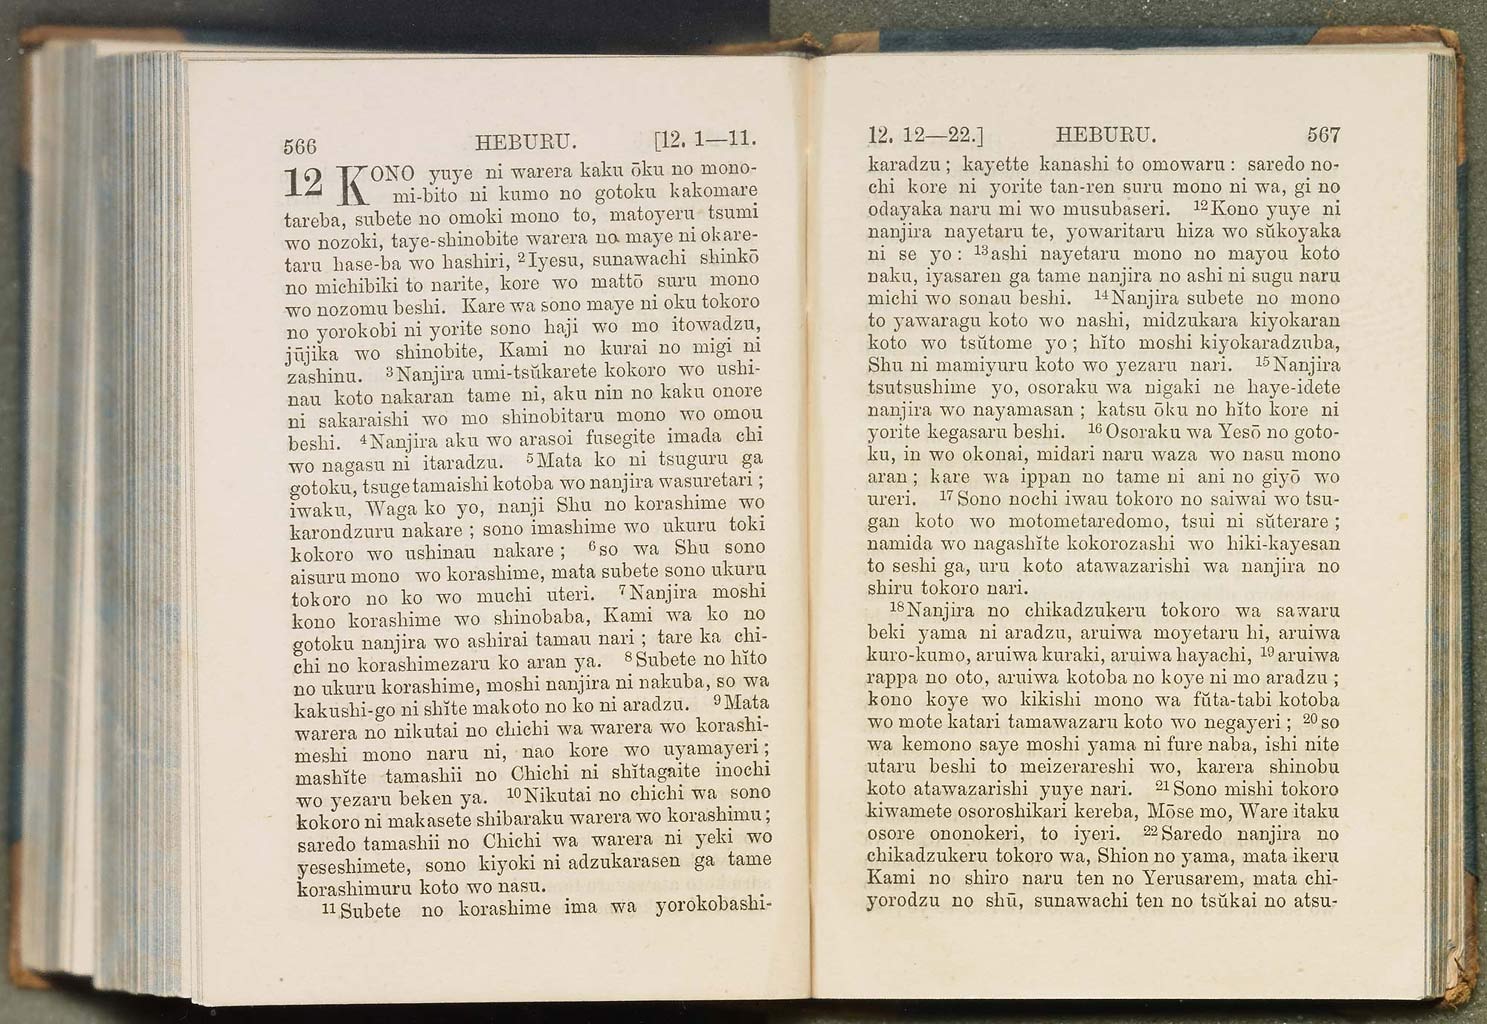 566 HEBURU. [12. 1—11.
12 KONO yuye ni warera kaku ōku no mono-
mi-bito ni kumo no gotoku kakomare
tareba, subete no omoki mono to, matoyeru tsumi
wo nozoki, taye-shinobite warera no maye ni okare-
taru hase-ba wo hashiri, ²Iyesu, sunawachi shinkō
no michibiki to narite, kore wo mattō suru mono
wo nozomu beshi. Kare wa sono maye ni oku tokoro
no yorokobi ni yorite sono haji wo mo itowadzu,
jūjika wo shinobite, Kami no kurai no migi ni
zashinu. ³Nanjira umi-tsŭkarete kokoro wo ushi-
nau koto nakaran tame ni, aku nin no kaku onore
ni sakaraishi wo mo shinobitaru mono wo omou
beshi. ⁴Nanjira aku wo arasoi fusegite imada chi
wo nagasu ni itaradzu. ⁵Mata ko ni tsuguru ga
gotoku, tsuge tamaishi kotoba wo nanjira wasuretari ;
iwaku, Waga ko yo, nanji Shu no korashime wo
karondzuru nakare ; sono imashime wo ukuru toki
kokoro wo ushinau nakare ; ⁶so wa Shu sono
aisuru mono wo korashime, mata subete sono ukuru
tokoro no ko wo muchi uteri. ⁷Nanjira moshi
kono korashime wo shinobaba, Kami wa ko no
gotoku nanjira wo ashirai tamau nari ; tare ka chi-
chi no korashimezaru ko aran ya. ⁸Subete no hĭto
no ukuru korashime, moshi nanjira ni nakuba, so wa
kakushi-go ni shĭte makoto no ko ni aradzu. ⁹Mata
warera no nikutai no chichi wa warera wo korashi-
meshi mono naru ni, nao kore wo uyamayeri ;
mashĭte tamashii no Chichi ni shĭtagaite inochi
wo yezaru beken ya. ¹⁰Nikutai no chichi wa sono
kokoro ni makasete shibaraku warera wo korashimu ;
saredo tamashii no Chichi wa warera ni yeki wo
yeseshimete, sono kiyoki ni adzukarasen ga tame
korashimuru koto wo nasu.
¹¹Subete no korashime ima wa yorokobashi-
12. 12—22.] HEBURU. 567
karadzu ; kayette kanashi to omowaru : saredo no-
chi kore ni yorite tan-ren suru mono ni wa, gi no
odayaka naru mi wo musubaseri. ¹²Kono yuye ni
nanjira nayetaru te, yowaritaru hiza wo sŭkoyaka
ni se yo : ¹³ashi nayetaru mono no mayou koto
naku, iyasaren ga tame nanjira no ashi ni sugu naru
michi wo sonau beshi. ¹⁴Nanjira subete no mono
to yawaragu koto wo nashi, midzukara kiyokaran
koto wo tsŭtome yo ; hĭto moshi kiyokaradzuba,
Shu ni mamiyuru koto wo yezaru nari. ¹⁵Nanjira
tsutsushime yo, osoraku wa nigaki ne haye-idete
nanjira wo nayamasan ; katsu ōku no hĭto kore ni
yorite kegasaru beshi. ¹⁶Osoraku wa Yesō no goto-
ku, in wo okonai, midari naru waza wo nasu mono
aran ; kare wa ippan no tame ni ani no giyō wo
ureri. ¹⁷Sono nochi iwau tokoro no saiwai wo tsu-
gan koto wo motometaredomo, tsui ni sŭterare ;
namida wo nagashĭte kokorozashi wo hiki-kayesan
to seshi ga, uru koto atawazarishi wa nanjira no
shiru tokoro nari.
¹⁸Nanjira no chikadzukeru tokoro wa sawaru
beki yama ni aradzu, aruiwa moyetaru hi, aruiwa
kuro-kumo, aruiwa kuraki, aruiwa hayachi, ¹⁹aruiwa
rappa no oto, aruiwa kotoba no koye ni mo aradzu ;
kono koye wo kikishi mono wa fŭta-tabi kotoba
wo mote katari tamawazaru koto wo negayeri ; ²⁰so
wa kemono saye moshi yama ni fure naba, ishi nite
utaru beshi to meizerareshi wo, karera shinobu
koto atawazarishi yuye nari. ²¹Sono mishi tokoro
kiwamete osoroshikari kereba, Mōse mo, Ware itaku
osore ononokeri, to iyeri. ²²Saredo nanjira no
chikadzukeru tokoro wa, Shion no yama, mata ikeru
Kami no shiro naru ten no Yerusarem, mata chi-
yorodzu no shū, sunawachi ten no tsŭkai no atsu-